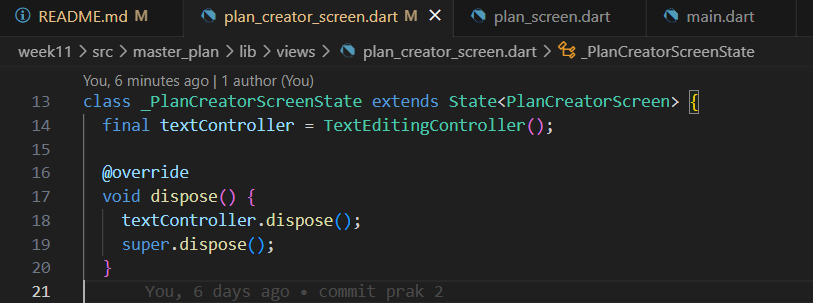 README.md M plan_creator_screen.dart M plan_screen.dart main.dart
week11 > src > master_plan > lib > views > plan_creator_screen.dart > _PlanCreatorScreenState
You, 6 minutes ago | 1 author (You)
13 class _PlanCreatorScreenState extends State<PlanCreatorScreen> {
14 final textController = TextEditingController();
15
16 @override
17 void dispose() {
18 textController.dispose();
19 super.dispose();
20 }
21 You, 6 days ago • commit prak 2